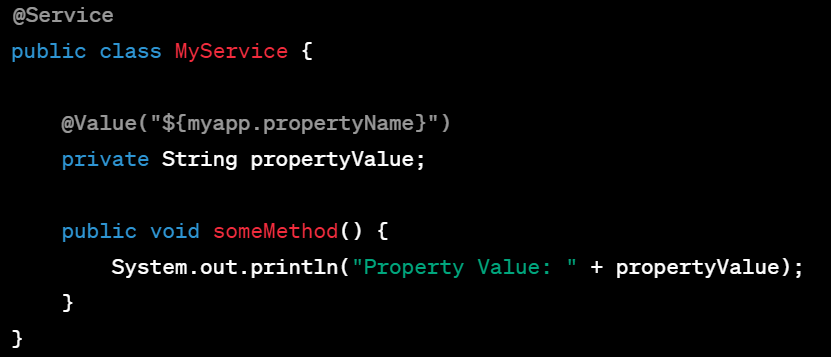 @Service
public class MyService {
@Value("${myapp.propertyName}")
private String propertyValue;
public void someMethod() {
System.out.println("Property Value: " + propertyValue);
}
}